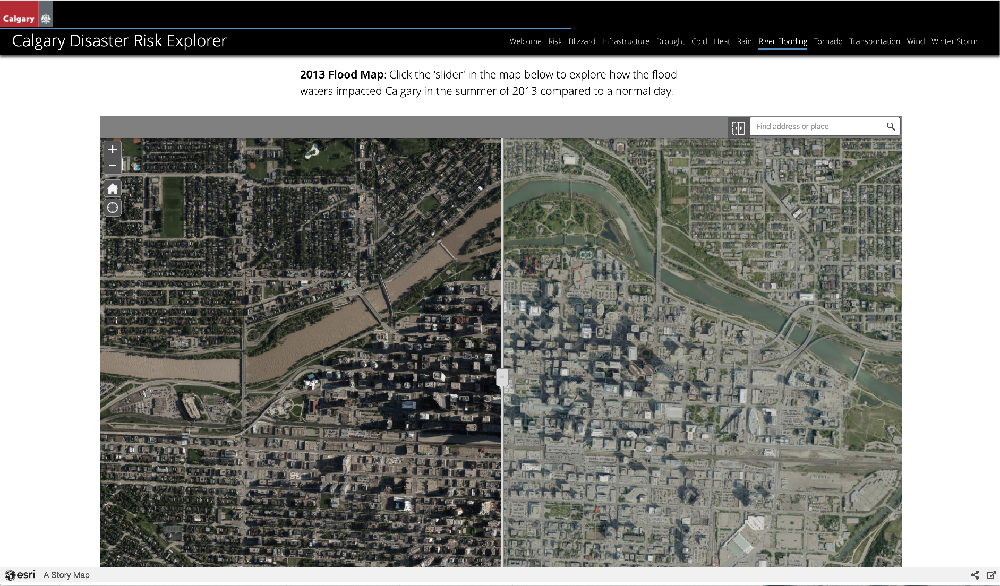 Calgary
Calgary Disaster Risk Explorer
Welcome Risk Blizzard Infrastructure Drought Cold Heat Rain River Flooding Tornado Transportation Wind Winter Storm
2013 Flood Map: Click the 'slider' in the map below to explore how the flood
waters impacted Calgary in the summer of 2013 compared to a normal day.
Find address or place
esri A Story Map